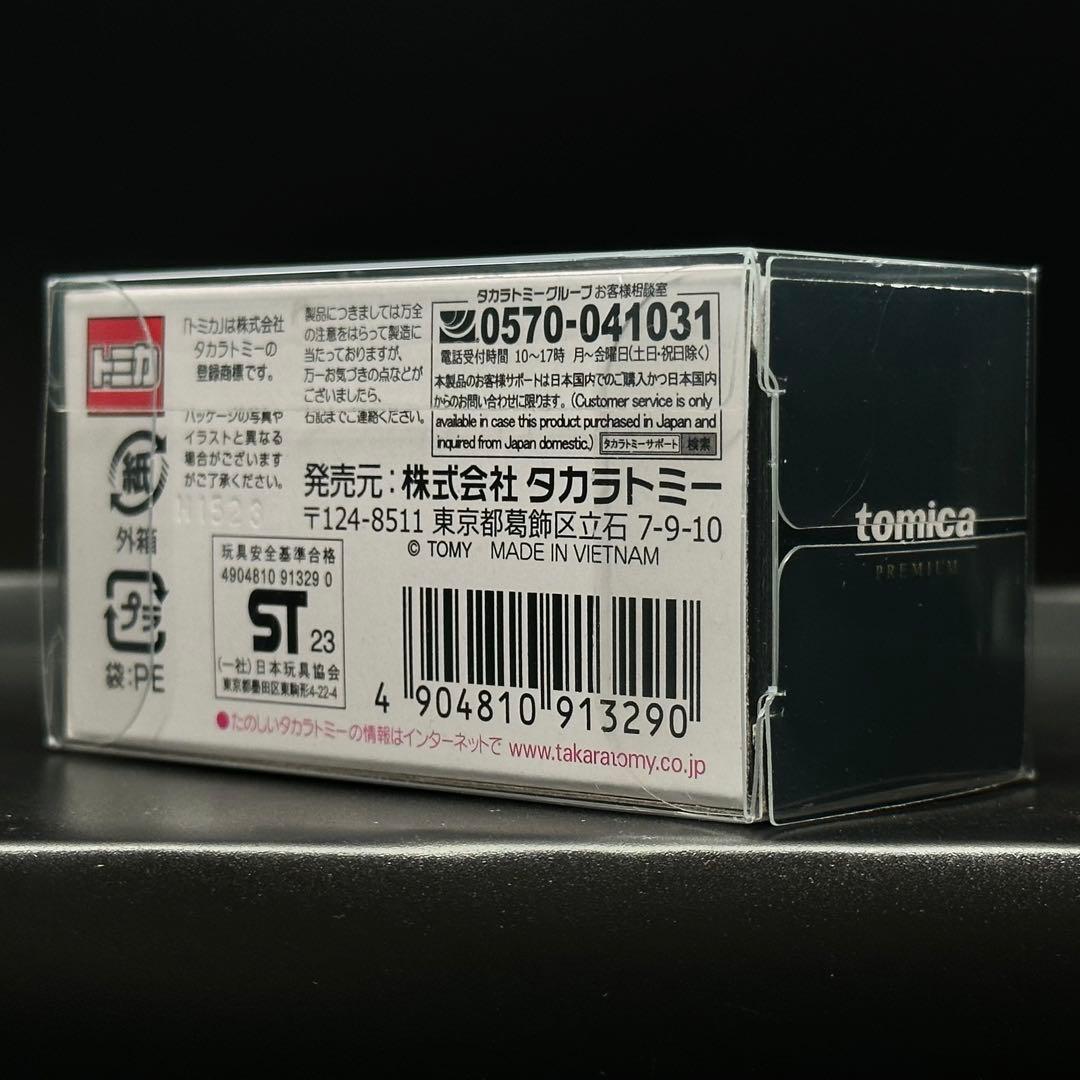 トミカ
「トミカ」は株式会社
タカラトミーの
登録商標です。
パッケージの写真や
イラストと異なる
場合がございます
がご了承ください。
製品につきましては万全
の注意をはらって製造に
当たっておりますが、
万一お気づきの点などが
ございましたら、
右記までご連絡ください。
タカラトミーグループ お客様相談室
0570-041031
電話受付時間 10〜17時 月〜金曜日(土日・祝日除く)
本製品のお客様サポートは日本国内でのご購入かつ日本国内
からのお問い合わせに限ります。(Customer service is only
available in case this product purchased in Japan and
inquired from Japan domestic.) タカラトミーサポート 検索
発売元：株式会社 タカラトミー
〒124-8511 東京都葛飾区立石 7-9-10
© TOMY MADE IN VIETNAM
紙
外箱
プラ
袋:PE
N1523
玩具安全基準合格
4904810 91329 0
ST 23
(一社)日本玩具協会
東京都墨田区東駒形4-22-4
4 904810 913290
●たのしいタカラトミーの情報はインターネットで www.takaratomy.co.jp
tomica
PREMIUM